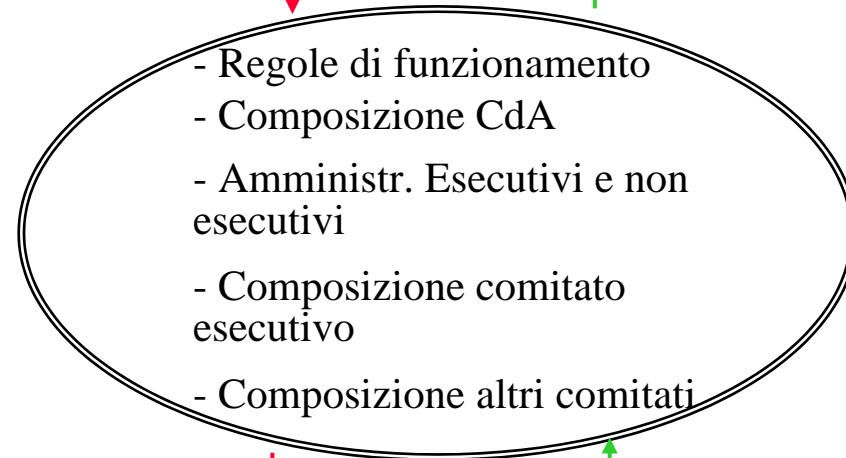 - Regole di funzionamento
- Composizione CdA
- Amministr. Esecutivi e non
esecutivi
- Composizione comitato
esecutivo
- Composizione altri comitati